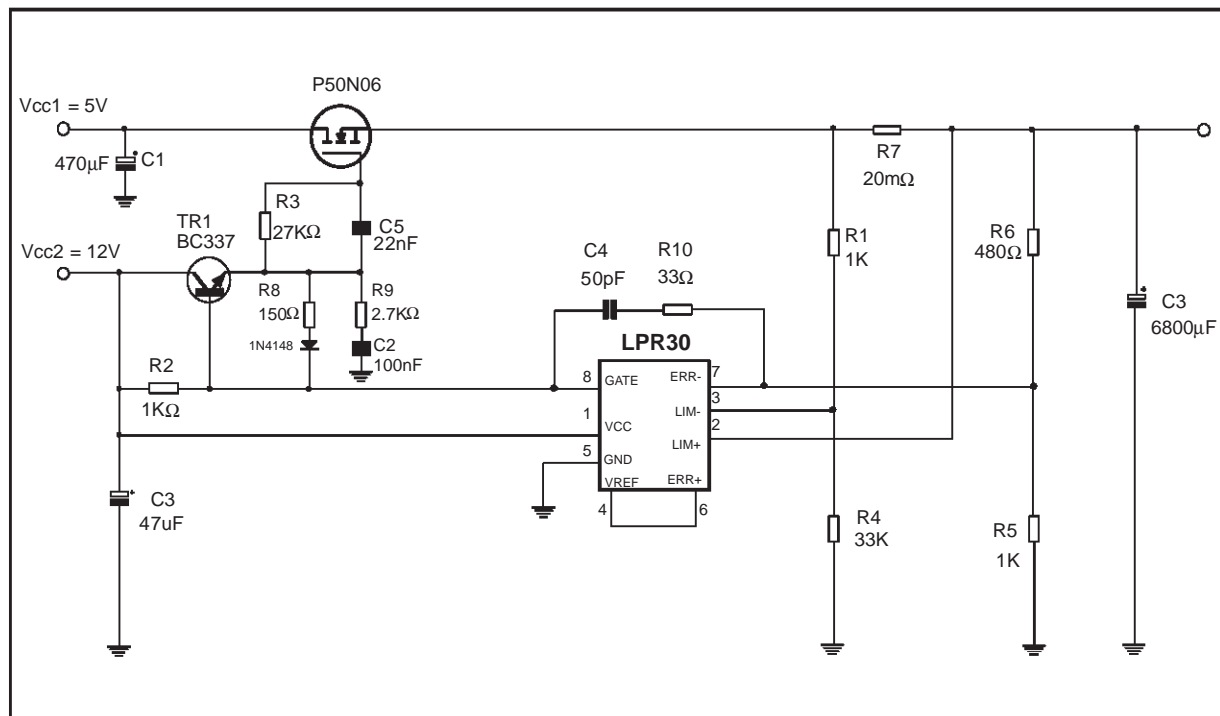 P50N06
Vcc1 = 5V
470µF
C1
R7
20mΩ
R3
27KΩ
C5
22nF
TR1
BC337
Vcc2 = 12V
R1
1K
R6
480Ω
C4
50pF
R10
33Ω
R8
150Ω
R9
2.7KΩ
C3
6800µF
1N4148
C2
100nF
LPR30
R2
1KΩ
8
GATE
ERR-
7
3
LIM-
1
VCC
2
LIM+
5
GND
VREF
ERR+
4
6
C3
47uF
R4
33K
R5
1K